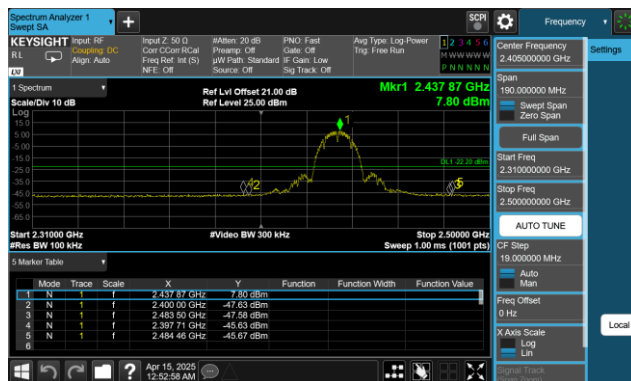 Spectrum Analyzer 1
Swept SA
+
SCPI
Frequency
KEYSIGHT Input: RF
R L
Coupling: DC
Align: Auto
LXI
Input Z: 50 Ω
Corr CCorr RCal
Freq Ref: Int (S)
NFE: Off
#Atten: 20 dB
Preamp: Off
µW Path: Standard
Source: Off
PNO: Fast
Gate: Off
IF Gain: Low
Sig Track: Off
Avg Type: Log-Power
Trig: Free Run
1 2 3 4 5 6
M W W W W W
P N N N N N
1 Spectrum
Scale/Div 10 dB
Ref Lvl Offset 21.00 dB
Ref Level 25.00 dBm
Mkr1 2.437 87 GHz
7.80 dBm
Log
15.0
5.00
-5.00
-15.0
-25.0
-35.0
-45.0
-55.0
-65.0
1
DL1 -22.20 dBm
42
5
Start 2.31000 GHz
#Res BW 100 kHz
#Video BW 300 kHz
Stop 2.50000 GHz
Sweep 1.00 ms (1001 pts)
5 Marker Table
Mode Trace Scale X Y Function Function Width Function Value
1 N 1 f 2.437 87 GHz 7.80 dBm
2 N 1 f 2.400 00 GHz -47.63 dBm
3 N 1 f 2.483 50 GHz -47.58 dBm
4 N 1 f 2.397 71 GHz -45.63 dBm
5 N 1 f 2.484 46 GHz -45.67 dBm
6
Apr 15, 2025
12:52:58 AM
?
Center Frequency
2.405000000 GHz
Settings
Span
190.000000 MHz
Swept Span
Zero Span
Full Span
Start Freq
2.310000000 GHz
Stop Freq
2.500000000 GHz
AUTO TUNE
CF Step
19.000000 MHz
Auto
Man
Freq Offset
0 Hz
Local
X Axis Scale
Log
Lin
Signal Track